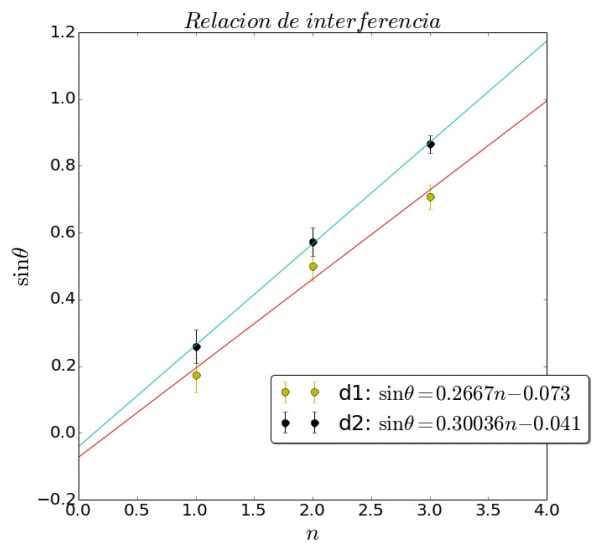 Relacion de interferencia
1.2
1.0
0.8
0.6
0.4
0.2
0.0
−0.2
sinθ
d1: sinθ=0.2667n−0.073
d2: sinθ=0.30036n−0.041
0.0 0.5 1.0 1.5 2.0 2.5 3.0 3.5 4.0
n